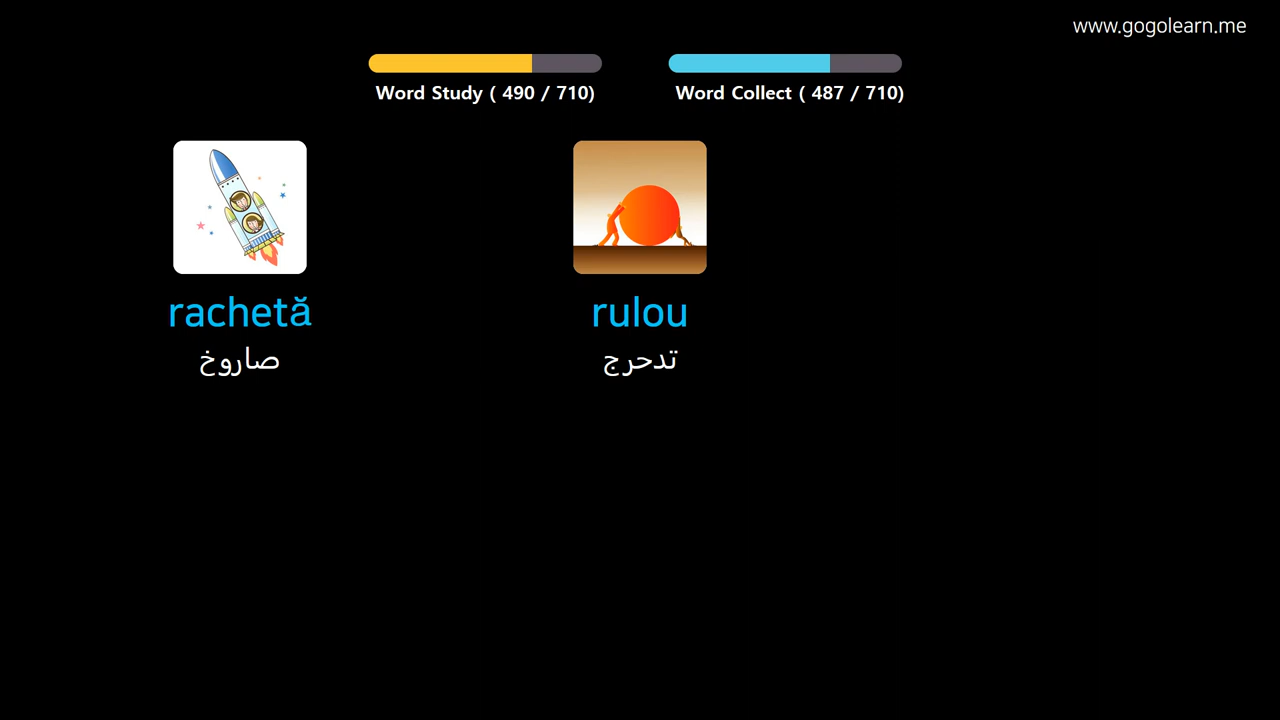 www.gogolearn.me
Word Study ( 490 / 710)
Word Collect ( 487 / 710)
rachetă
صاروخ
rulou
تدحرج